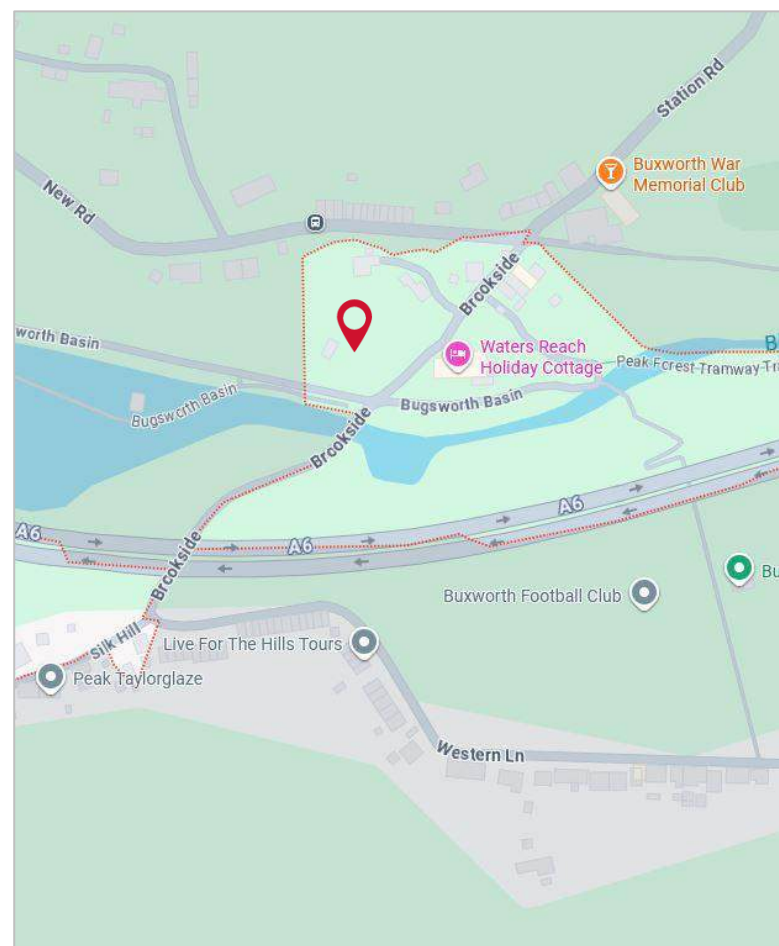 Station Rd
Buxworth War
Memorial Club
New Rd
Brookside
worth Basin
Waters Reach
Holiday Cottage
B
Peak Forest Tramway Tra
Bugsworth Basin
Bugsworth Basin
Brookside
A6
A6
A6
Brookside
Bu
Buxworth Football Club
Silk Hill
Live For The Hills Tours
Peak Taylorglaze
Western Ln